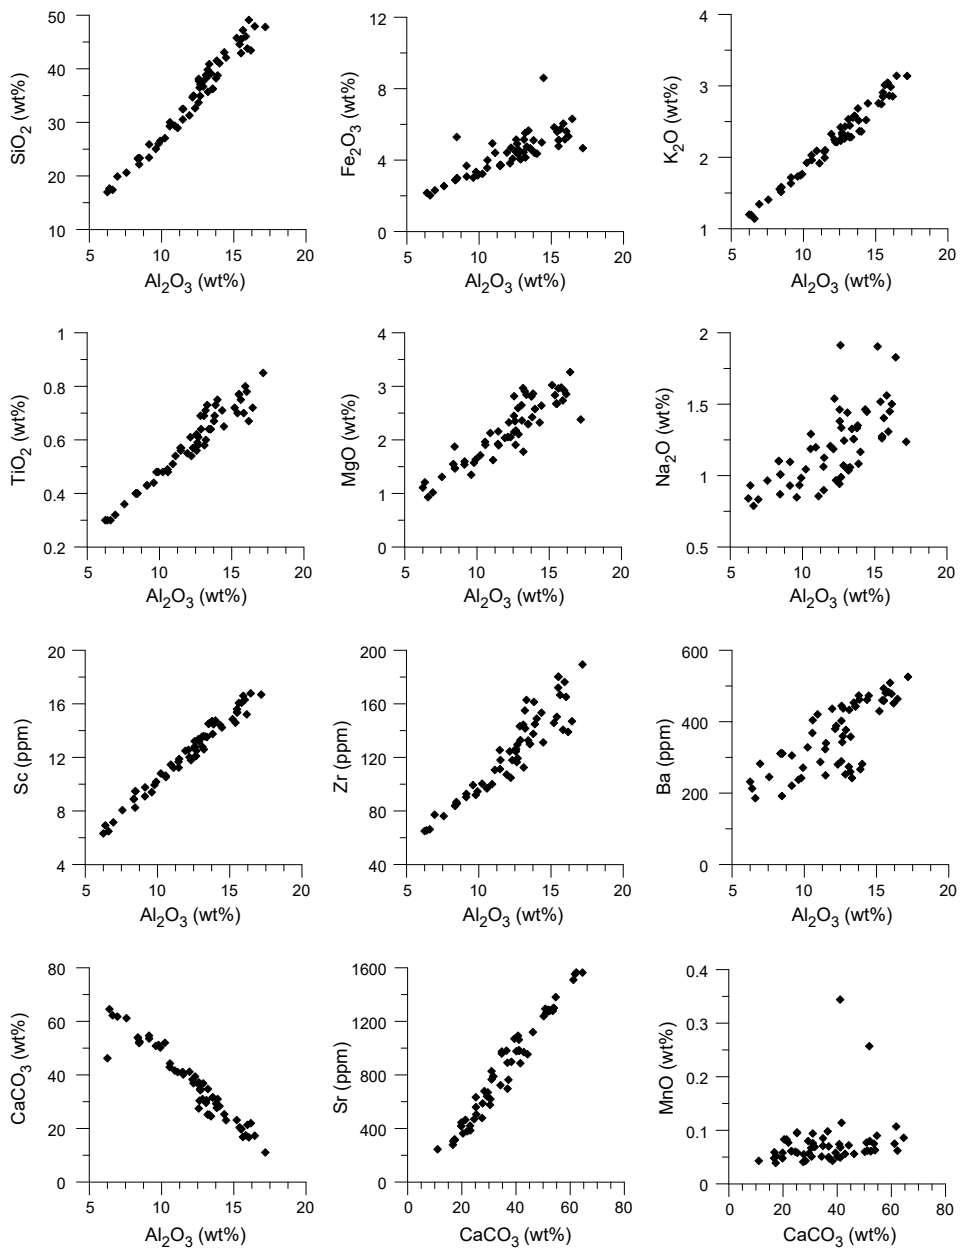 50
40
30
20
10
SiO2 (wt%)
5 10 15 20
Al2O3 (wt%)
12
8
4
0
Fe2O3 (wt%)
5 10 15 20
Al2O3 (wt%)
4
3
2
1
K2O (wt%)
5 10 15 20
Al2O3 (wt%)
1
0.8
0.6
0.4
0.2
TiO2 (wt%)
5 10 15 20
Al2O3 (wt%)
4
3
2
1
0
MgO (wt%)
5 10 15 20
Al2O3 (wt%)
2
1.5
1
0.5
Na2O (wt%)
5 10 15 20
Al2O3 (wt%)
20
16
12
8
4
Sc (ppm)
5 10 15 20
Al2O3 (wt%)
200
160
120
80
40
Zr (ppm)
5 10 15 20
Al2O3 (wt%)
600
400
200
0
Ba (ppm)
5 10 15 20
Al2O3 (wt%)
80
60
40
20
0
CaCO3 (wt%)
5 10 15 20
Al2O3 (wt%)
1600
1200
800
400
0
Sr (ppm)
0 20 40 60 80
CaCO3 (wt%)
0.4
0.3
0.2
0.1
0
MnO (wt%)
0 20 40 60 80
CaCO3 (wt%)